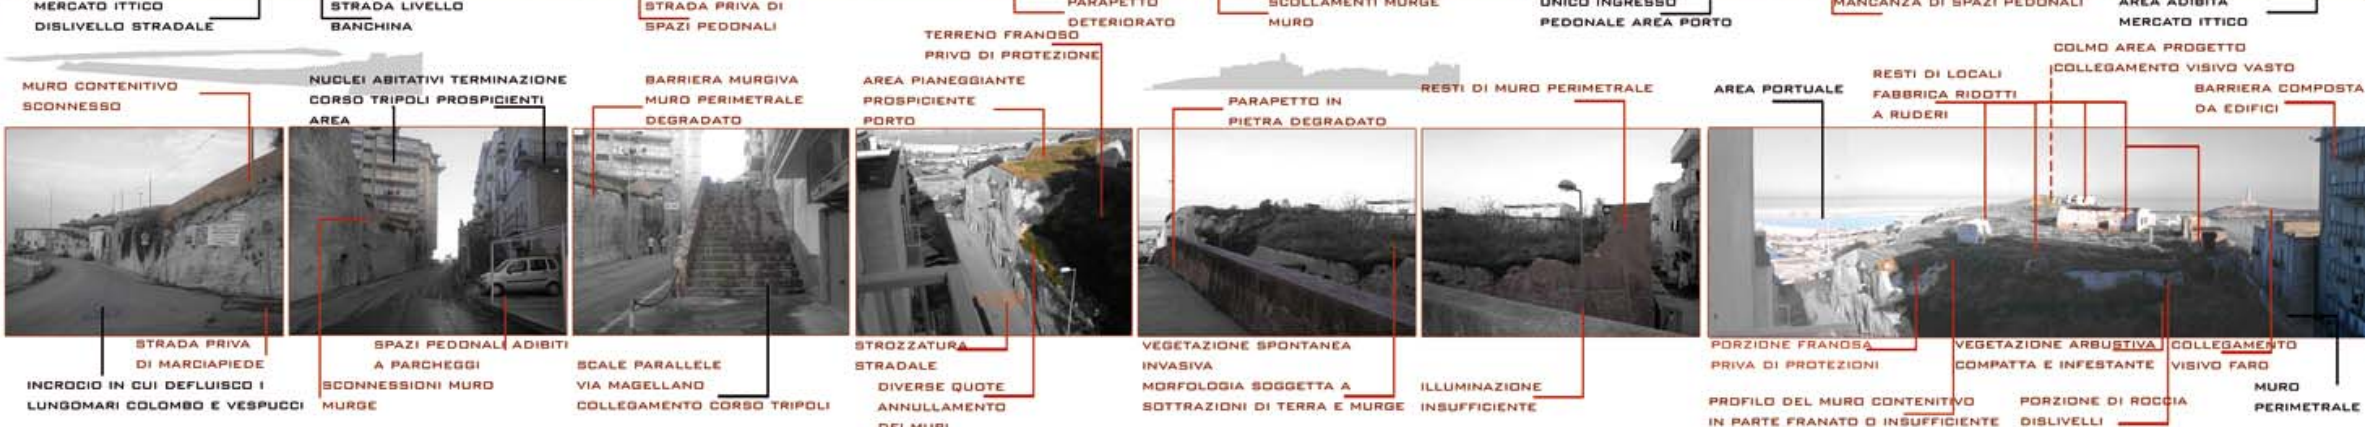 MERCATO ITTICO
DISLIVELLO STRADALE
STRADA LIVELLO
BANCHINA
STRADA PRIVA DI
SPAZI PEDONALI
PARAPETTO
DETERIORATO
SCOLLAMENTI MURGE
MURO
UNICO INGRESSO
PEDONALE AREA PORTO
MANCANZA DI SPAZI PEDONALI
AREA ADIBITA
MERCATO ITTICO
MURO CONTENITIVO
SCONNESSO
NUCLEI ABITATIVI TERMINAZIONE
CORSO TRIPOLI PROSPICIENTI
AREA
BARRIERA MURGIVA
MURO PERIMETRALE
DEGRADATO
TERRENO FRANOSO
PRIVO DI PROTEZIONE
AREA PIANEGGIANTE
PROSPICIENTE
PORTO
PARAPETTO IN
PIETRA DEGRADATO
RESTI DI MURO PERIMETRALE
AREA PORTUALE
RESTI DI LOCALI
FABBRICA RIDOTTI
A RUDERI
COLMO AREA PROGETTO
COLLEGAMENTO VISIVO VASTO
BARRIERA COMPOSTA
DA EDIFICI
STRADA PRIVA
DI MARCIAPIEDE
INCROCIO IN CUI DEFLUISCO I
LUNGOMARI COLOMBO E VESPUCCI
SPAZI PEDONALI ADIBITI
A PARCHEGGI
SCONNESSIONI MURO
MURGE
SCALE PARALLELE
VIA MAGELLANO
COLLEGAMENTO CORSO TRIPOLI
STROZZATURA
STRADALE
DIVERSE QUOTE
ANNULLAMENTO
DEI MURI
VEGETAZIONE SPONTANEA
INVASIVA
MORFOLOGIA SOGGETTA A
SOTTRAZIONI DI TERRA E MURGE
ILLUMINAZIONE
INSUFFICIENTE
PORZIONE FRANOSA
PRIVA DI PROTEZIONI
PROFILO DEL MURO CONTENITIVO
IN PARTE FRANATO O INSUFFICIENTE
VEGETAZIONE ARBUSTIVA
COMPATTA E INFESTANTE
PORZIONE DI ROCCIA
DISLIVELLI
COLLEGAMENTO
VISIVO FARO
MURO
PERIMETRALE